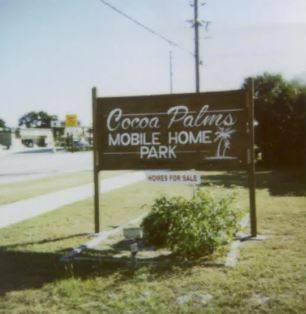 Cocoa Palms
MOBILE HOME
PARK
HOMES FOR SALE